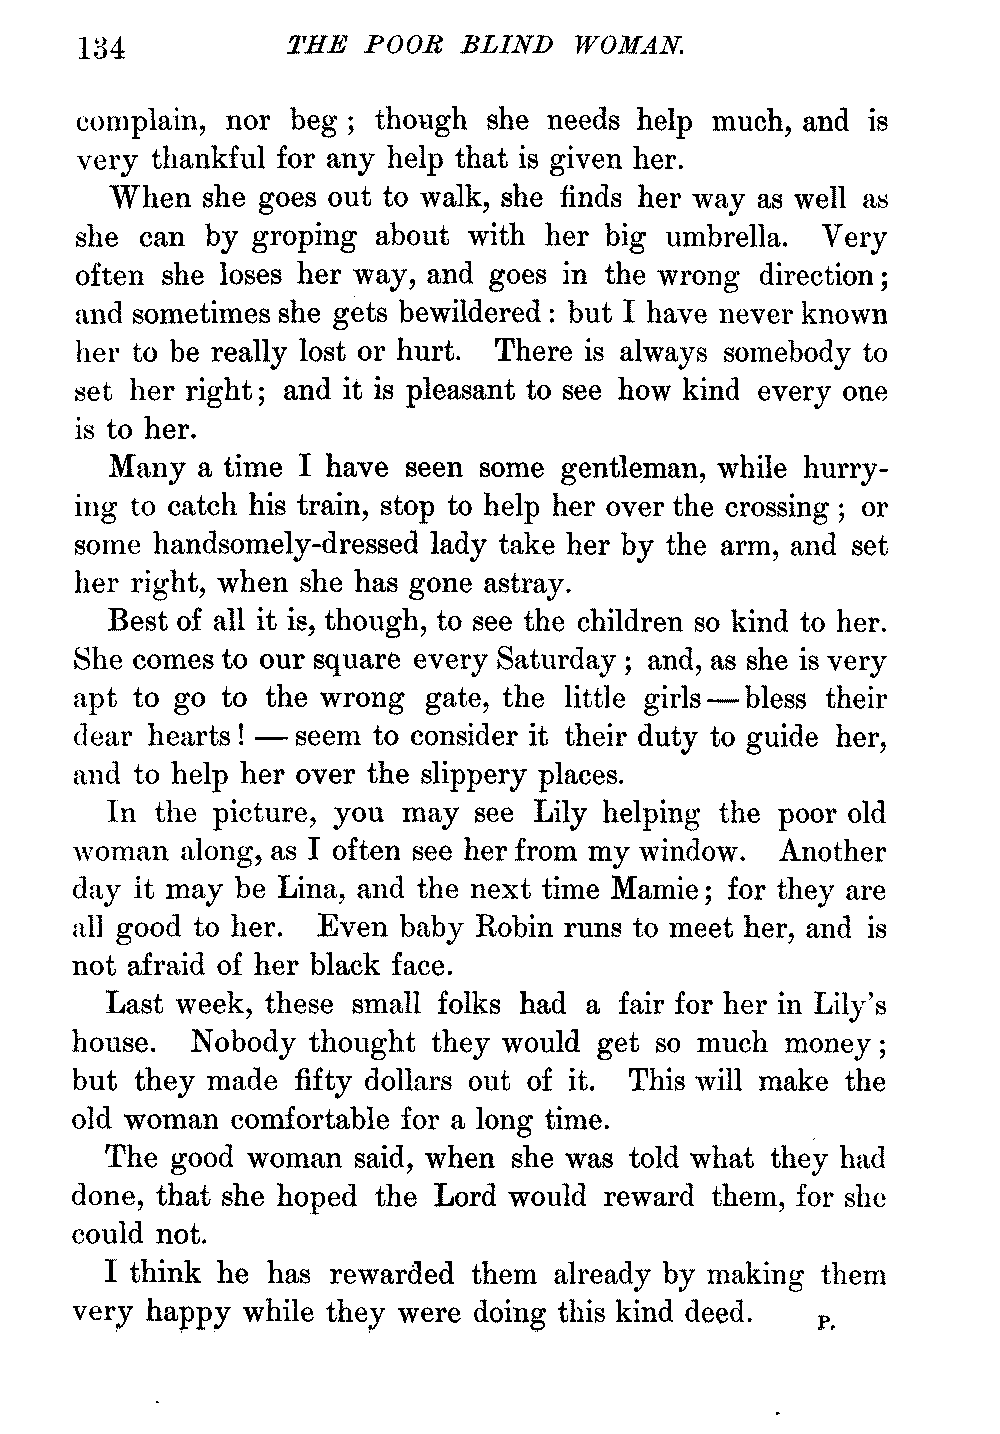 134 THE POOR BLIND WOMAN.
complain, nor beg; though she needs help much, and is
very thankful for any help that is given her.
When she goes out to walk, she finds her way as well as
she can by groping about with her big umbrella. Very
often she loses her way, and goes in the wrong direction;
and sometimes she gets bewildered: but I have never known
her to be really lost or hurt. There is always somebody to
set her right; and it is pleasant to see how kind every one
is to her.
Many a time I have seen some gentleman, while hurry-
ing to catch his train, stop to help her over the crossing; or
some handsomely-dressed lady take her by the arm, and set
her right, when she has gone astray.
Best of all it is, though, to see the children so kind to her.
She comes to our square every Saturday; and, as she is very
apt to go to the wrong gate, the little girls—bless their
dear hearts!—seem to consider it their duty to guide her,
and to help her over the slippery places.
In the picture, you may see Lily helping the poor old
woman along, as I often see her from my window. Another
day it may be Lina, and the next time Mamie; for they are
all good to her. Even baby Robin runs to meet her, and is
not afraid of her black face.
Last week, these small folks had a fair for her in Lily's
house. Nobody thought they would get so much money;
but they made fifty dollars out of it. This will make the
old woman comfortable for a long time.
The good woman said, when she was told what they had
done, that she hoped the Lord would reward them, for she
could not.
I think he has rewarded them already by making them
very happy while they were doing this kind deed. P.